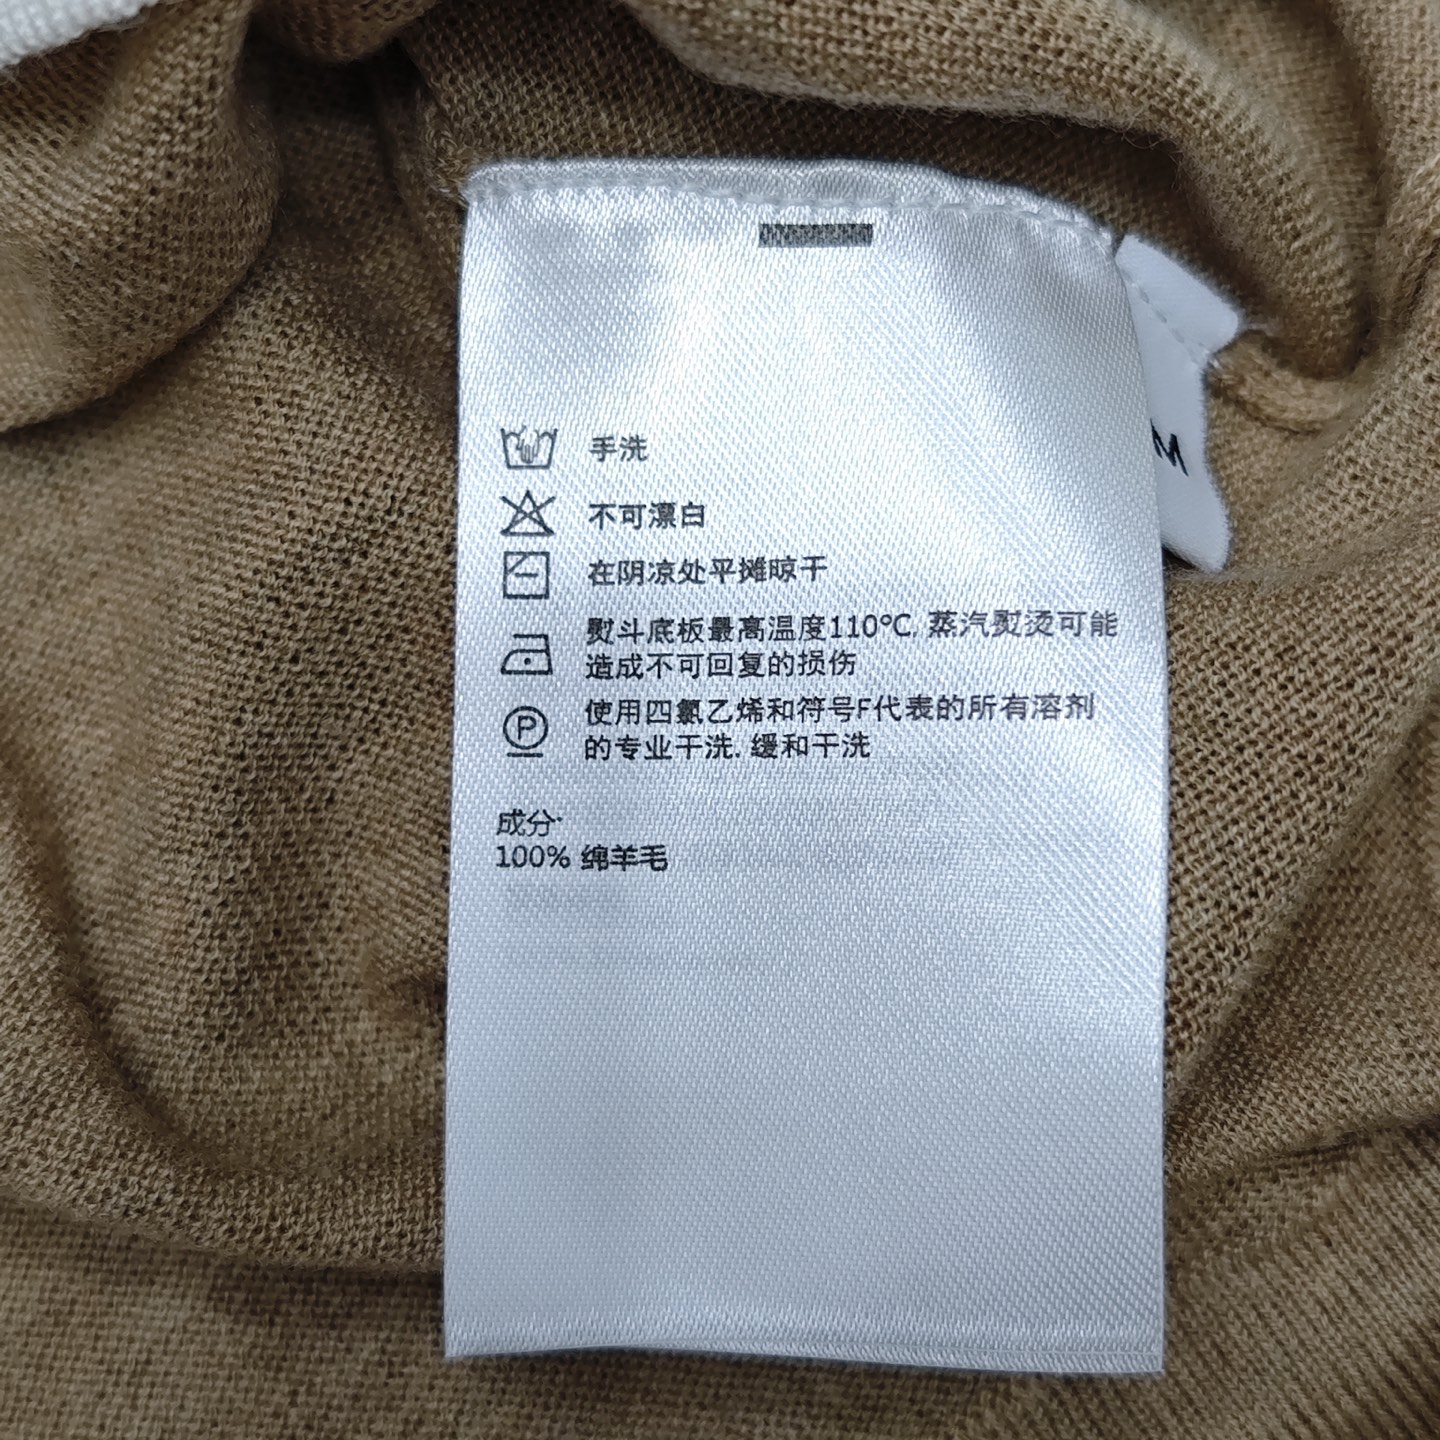 手洗
不可漂白
在阴凉处平摊晾干
熨斗底板最高温度110℃, 蒸汽熨烫可能
造成不可回复的损伤
P
使用四氯乙烯和符号F代表的所有溶剂
的专业干洗, 缓和干洗
成分:
100% 绵羊毛
M